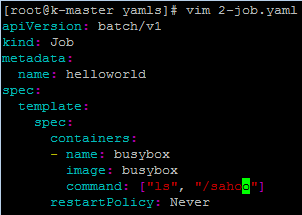 [root@k-master yamls]# vim 2-job.yaml
apiVersion: batch/v1
kind: Job
metadata:
  name: helloworld
spec:
  template:
    spec:
      containers:
      - name: busybox
        image: busybox
        command: ["ls", "/sahoo"]
      restartPolicy: Never